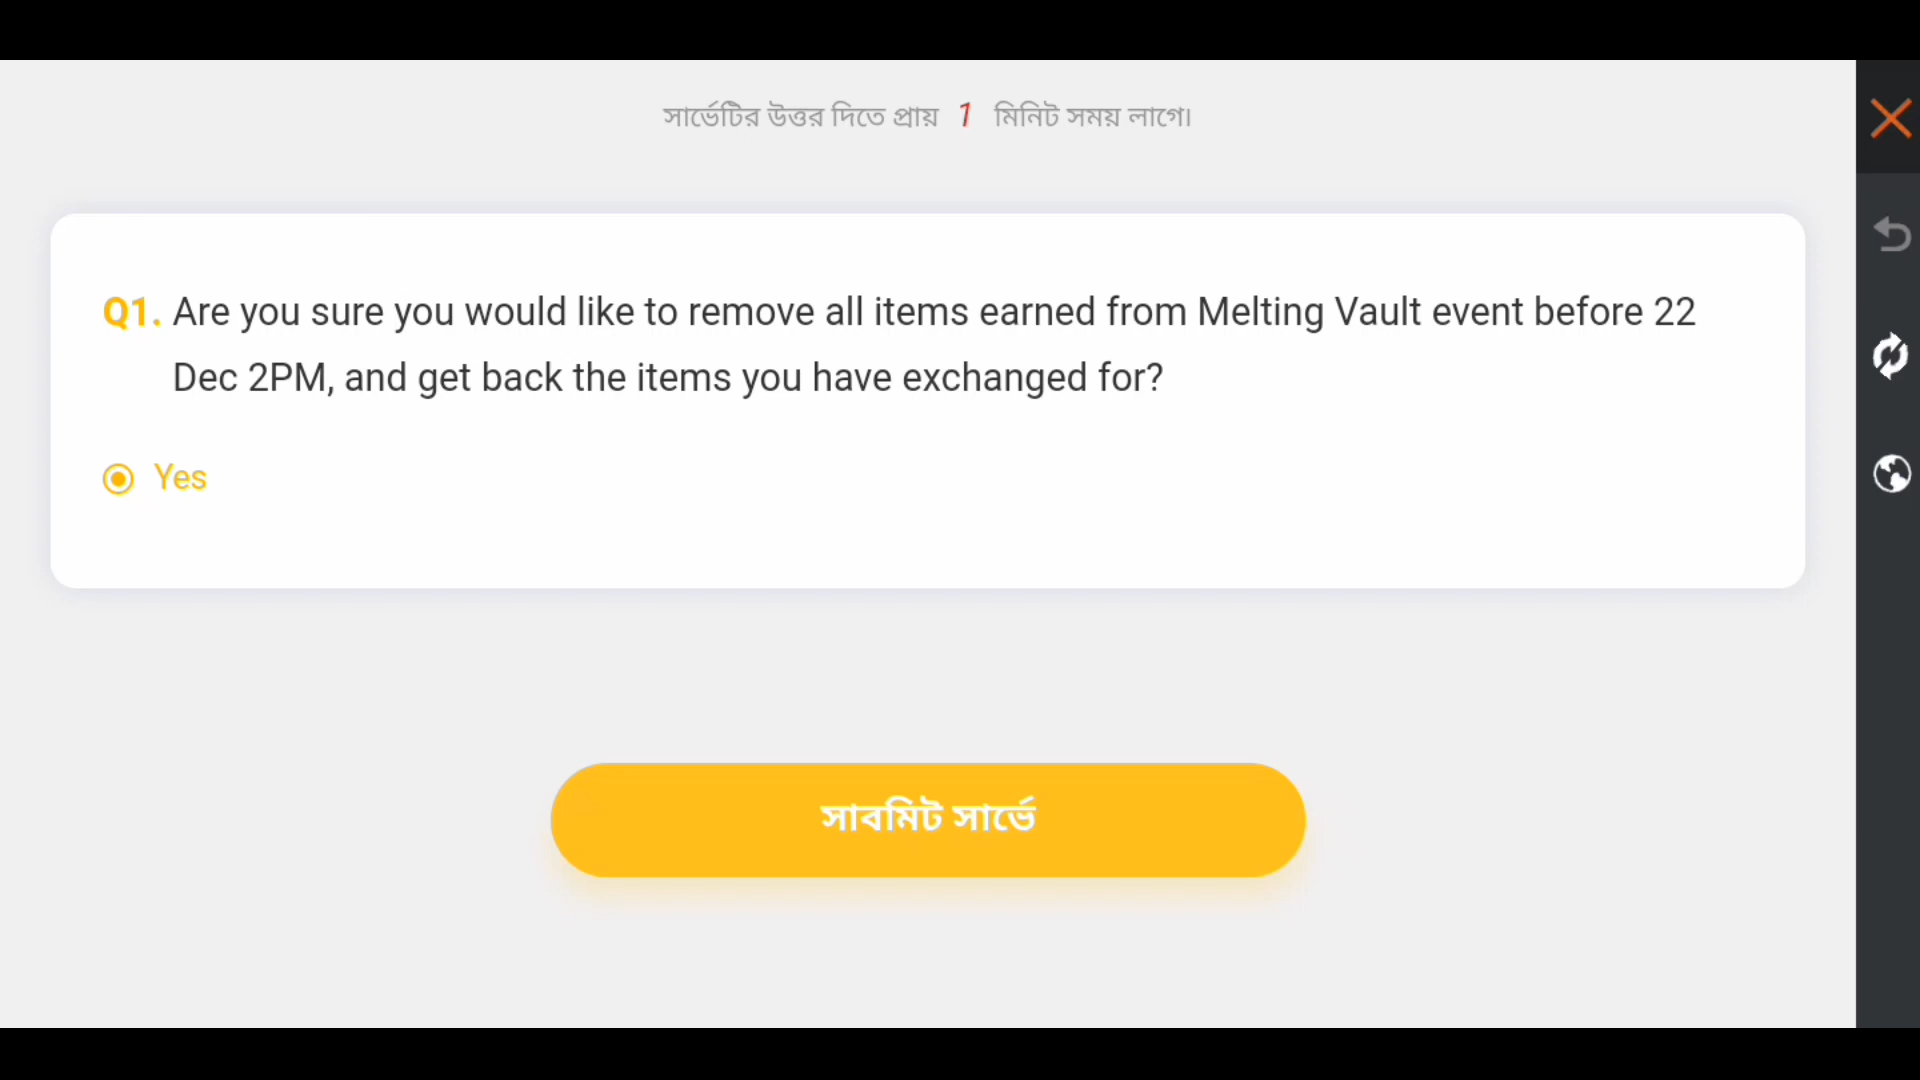 সার্ভেটির উত্তর দিতে প্রায় 1 মিনিট সময় লাগে।
Q1. Are you sure you would like to remove all items earned from Melting Vault event before 22
Dec 2PM, and get back the items you have exchanged for?
Yes
সাবমিট সার্ভে